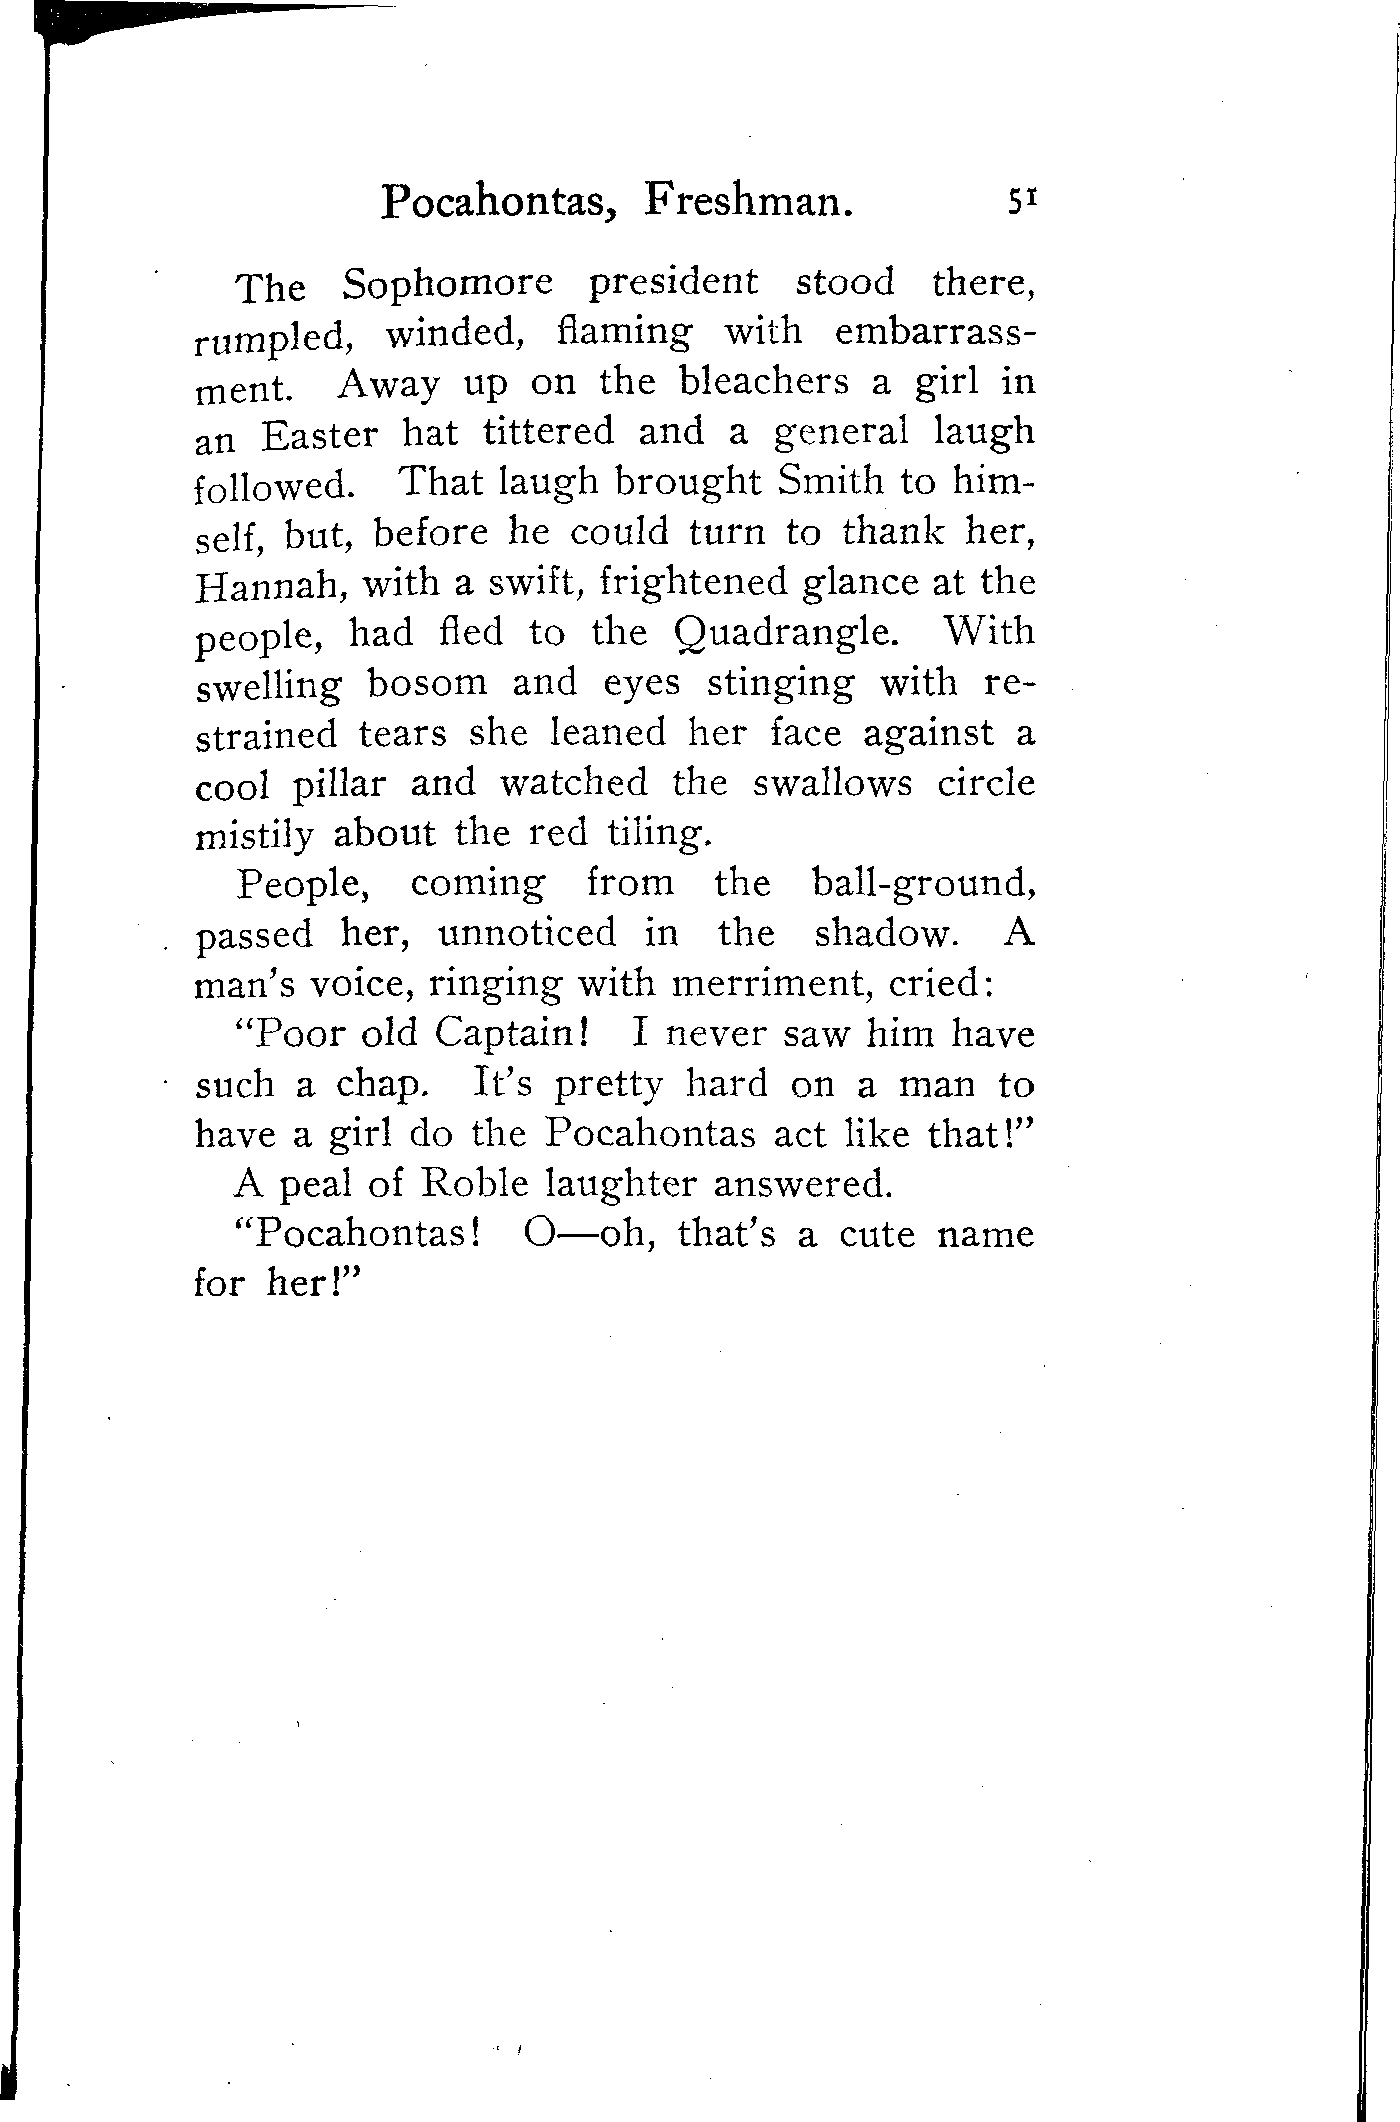 Pocahontas, Freshman. 51
The Sophomore president stood there,
rumpled, winded, flaming with embarrass-
ment. Away up on the bleachers a girl in
an Easter hat tittered and a general laugh
followed. That laugh brought Smith to him-
self, but, before he could turn to thank her,
Hannah, with a swift, frightened glance at the
people, had fled to the Quadrangle. With
swelling bosom and eyes stinging with re-
strained tears she leaned her face against a
cool pillar and watched the swallows circle
mistily about the red tiling.
People, coming from the ball-ground,
passed her, unnoticed in the shadow. A
man's voice, ringing with merriment, cried:
“Poor old Captain! I never saw him have
such a chap. It's pretty hard on a man to
have a girl do the Pocahontas act like that!”
A peal of Roble laughter answered.
“Pocahontas! O—oh, that's a cute name
for her!”